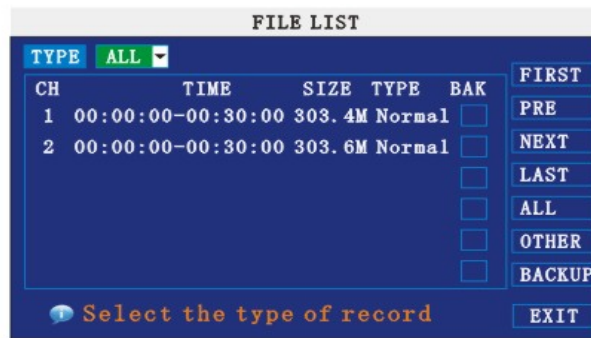 FILE LIST
TYPE ALL
CH TIME SIZE TYPE BAK
1 00:00:00-00:30:00 303.4M Normal
2 00:00:00-00:30:00 303.6M Normal
FIRST
PRE
NEXT
LAST
ALL
OTHER
BACKUP
Select the type of record
EXIT